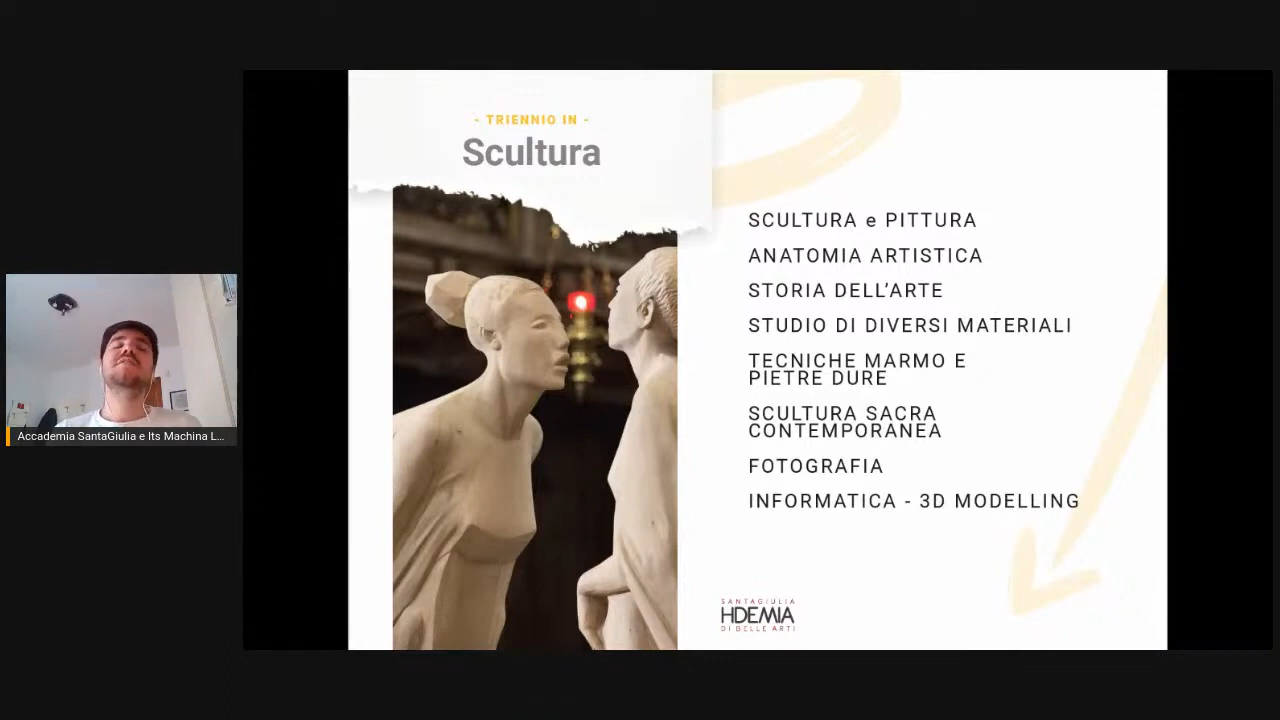 - TRIENNIO IN -
Scultura
SCULTURA e PITTURA
ANATOMIA ARTISTICA
STORIA DELL'ARTE
STUDIO DI DIVERSI MATERIALI
TECNICHE MARMO E
PIETRE DURE
SCULTURA SACRA
CONTEMPORANEA
FOTOGRAFIA
INFORMATICA - 3D MODELLING
SANTAGIULIA
HDEMIA
DI BELLE ARTI
Accademia SantaGiulia e Its Machina L...